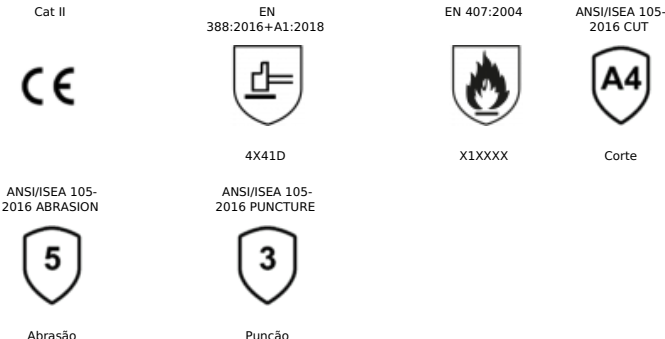 Cat II
EN
388:2016+A1:2018
EN 407:2004
ANSI/ISEA 105-
2016 CUT
CE
A4
4X41D
X1XXXX
Corte
ANSI/ISEA 105-
2016 ABRASION
ANSI/ISEA 105-
2016 PUNCTURE
5
3
Abrasão
Punção